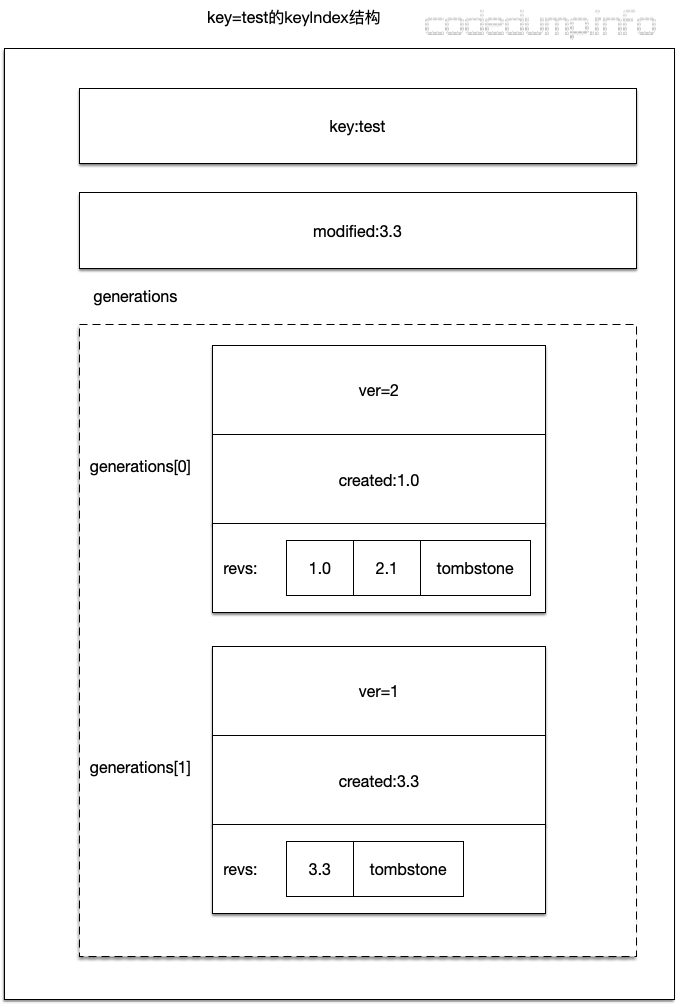 key=test的keyIndex结构
codedump.info
key:test
modified:3.3
generations
ver=2
generations[0]
created:1.0
revs: 1.0 2.1 tombstone
ver=1
generations[1]
created:3.3
revs: 3.3 tombstone